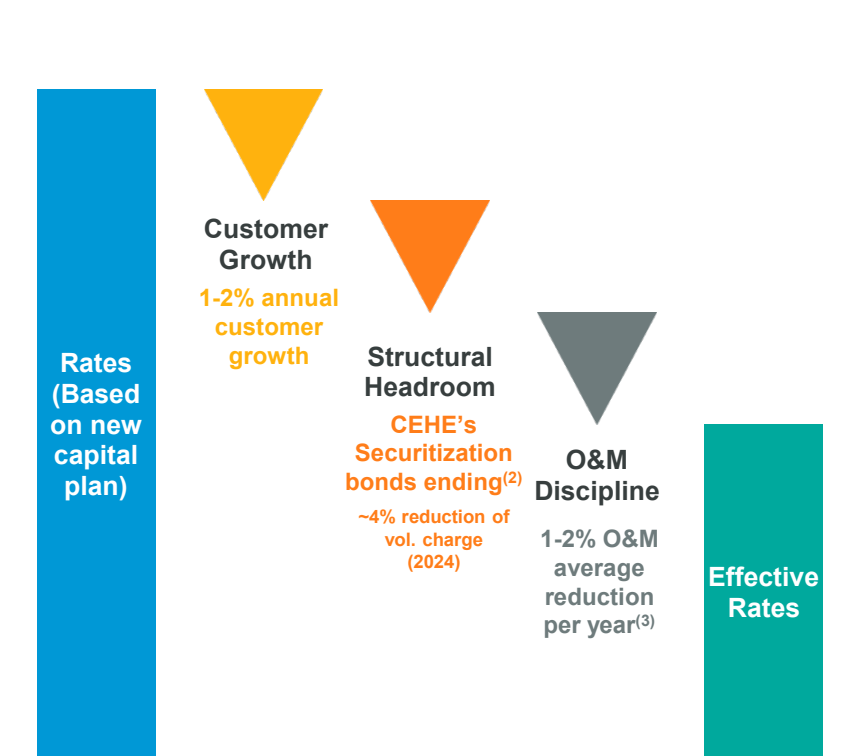 Rates
(Based
on new
capital
plan)
Customer
Growth
1-2% annual
customer
growth
Structural
Headroom
CEHE’s
Securitization
bonds ending(2)
~4% reduction of
vol. charge
(2024)
O&M
Discipline
1-2% O&M
average
reduction
per year(3)
Effective
Rates